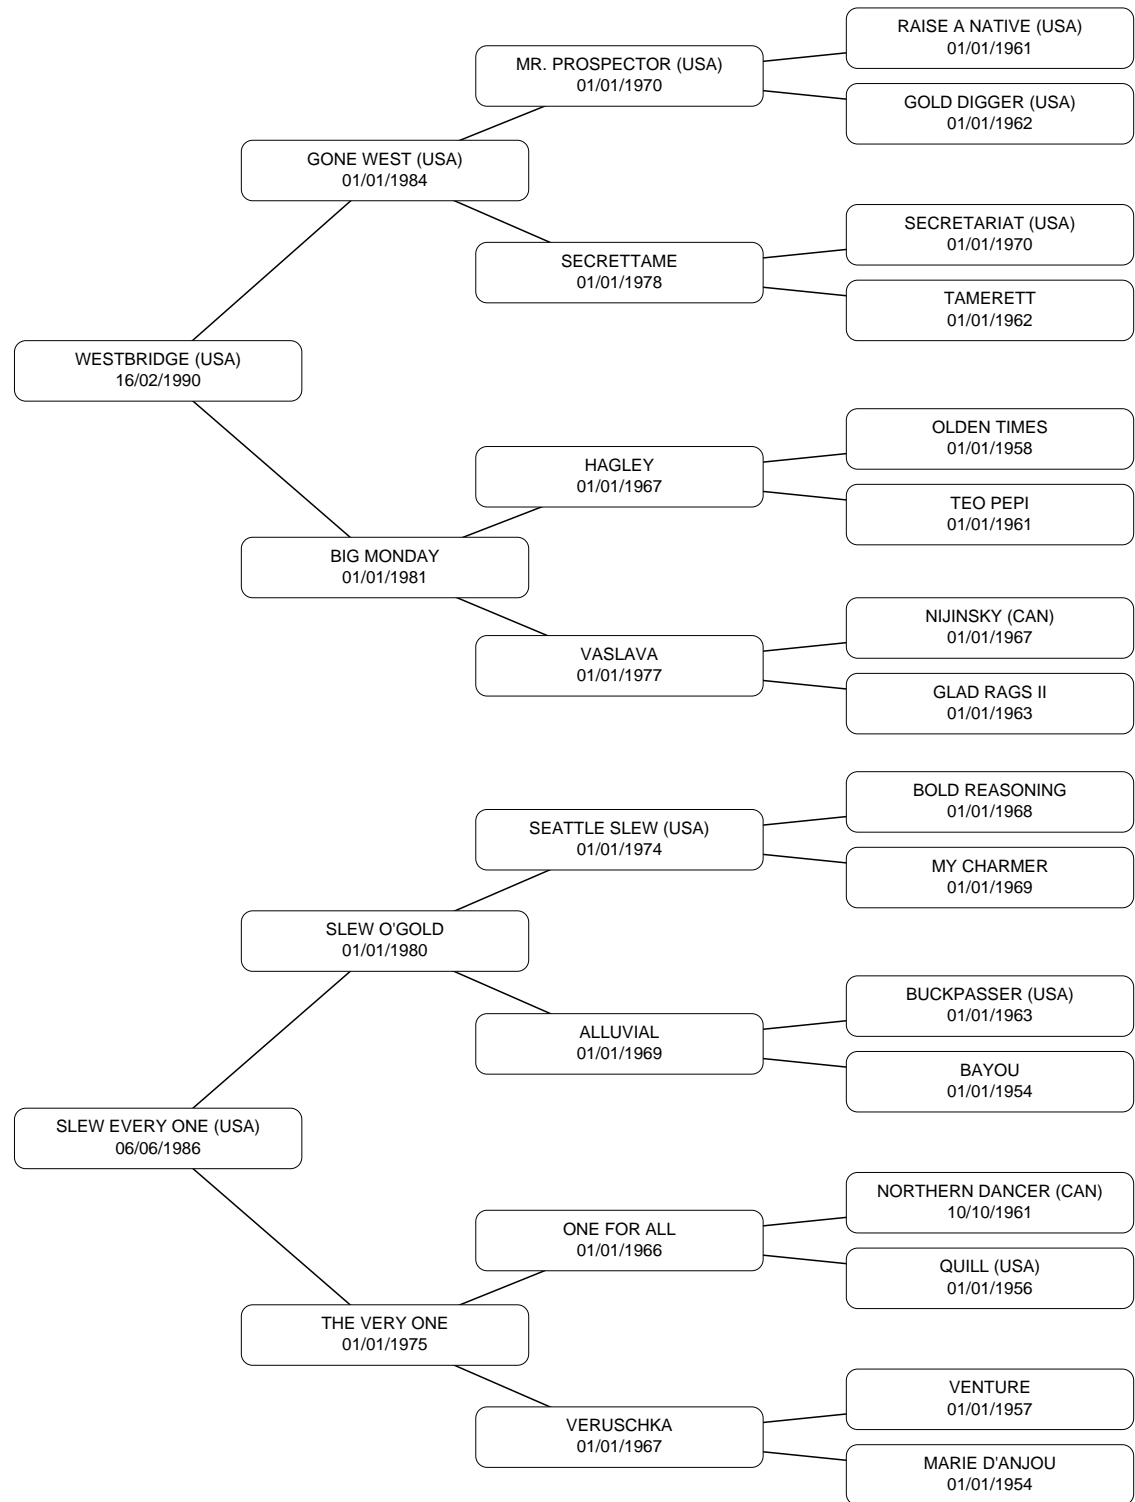 RAISE A NATIVE (USA)
01/01/1961
MR. PROSPECTOR (USA)
01/01/1970
GOLD DIGGER (USA)
01/01/1962
GONE WEST (USA)
01/01/1984
SECRETARIAT (USA)
01/01/1970
SECRETTAME
01/01/1978
TAMERETT
01/01/1962
WESTBRIDGE (USA)
16/02/1990
OLDEN TIMES
01/01/1958
HAGLEY
01/01/1967
TEO PEPI
01/01/1961
BIG MONDAY
01/01/1981
NIJINSKY (CAN)
01/01/1967
VASLAVA
01/01/1977
GLAD RAGS II
01/01/1963
BOLD REASONING
01/01/1968
SEATTLE SLEW (USA)
01/01/1974
MY CHARMER
01/01/1969
SLEW O'GOLD
01/01/1980
BUCKPASSER (USA)
01/01/1963
ALLUVIAL
01/01/1969
BAYOU
01/01/1954
SLEW EVERY ONE (USA)
06/06/1986
NORTHERN DANCER (CAN)
10/10/1961
ONE FOR ALL
01/01/1966
QUILL (USA)
01/01/1956
THE VERY ONE
01/01/1975
VENTURE
01/01/1957
VERUSCHKA
01/01/1967
MARIE D'ANJOU
01/01/1954